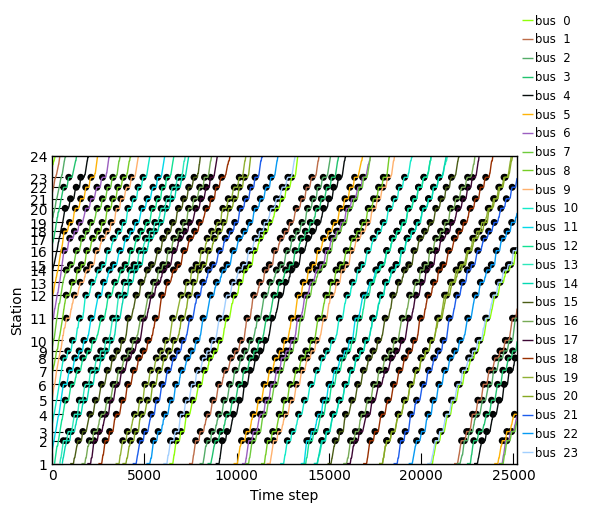 bus 0
bus 1
bus 2
bus 3
bus 4
bus 5
bus 6
bus 7
bus 8
bus 9
bus 10
bus 11
bus 12
bus 13
bus 14
bus 15
bus 16
bus 17
bus 18
bus 19
bus 20
bus 21
bus 22
bus 23
24
23
22
21
20
19
18
17
16
15
14
13
12
11
10
9
8
7
6
5
4
3
2
1
Station
0 5000 10000 15000 20000 25000
Time step